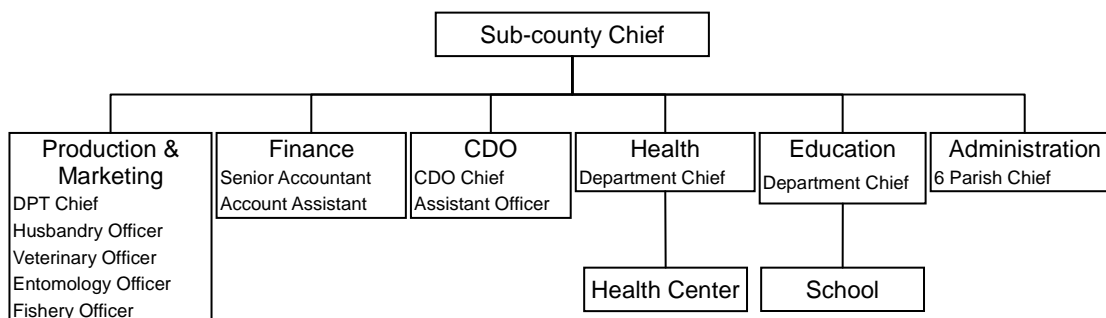 Sub-county Chief
Production &
Marketing
DPT Chief
Husbandry Officer
Veterinary Officer
Entomology Officer
Fishery Officer
Finance
Senior Accountant
Account Assistant
CDO
CDO Chief
Assistant Officer
Health
Department Chief
Education
Department Chief
Administration
6 Parish Chief
Health Center
School